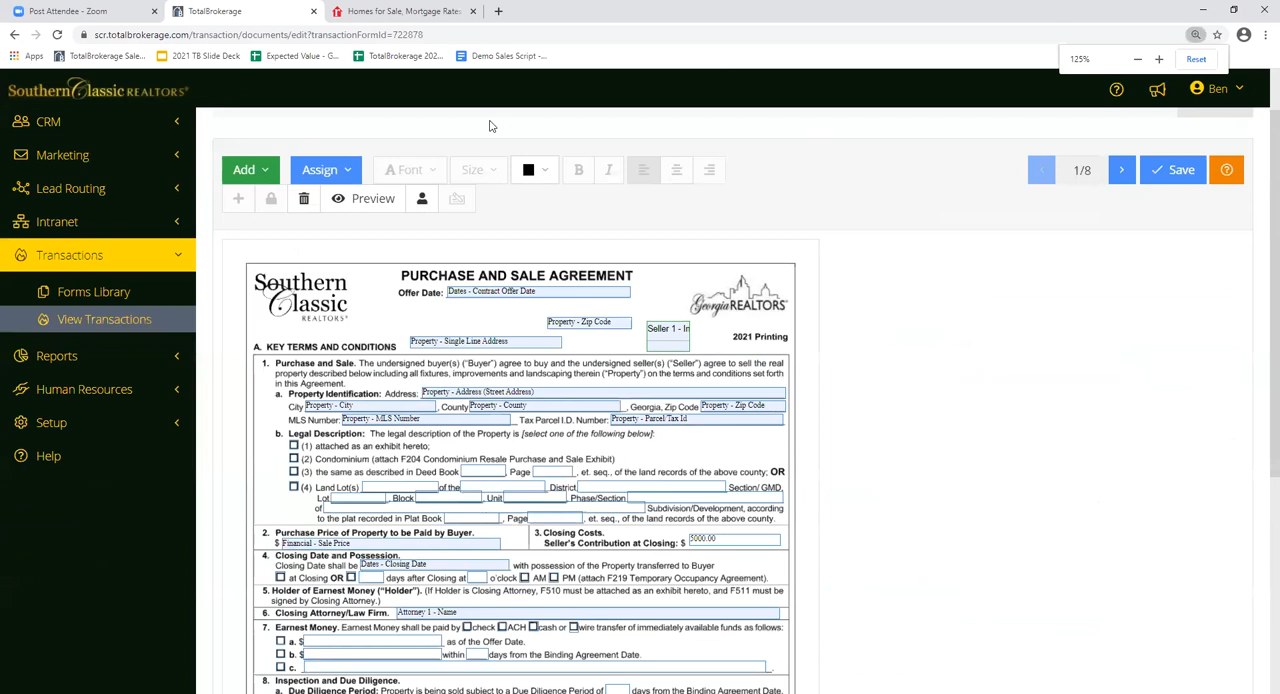 Post Attendee - Zoom
TotalBrokerage
Homes for Sale, Mortgage Rates
scr.totalbrokerage.com/transaction/documents/edit?transactionFormId=722878
Apps
TotalBrokerage Sale...
2021 TB Slide Deck
Expected Value - G...
TotalBrokerage 202...
Demo Sales Script -...
125%
Reset
Southern Classic REALTORS®
Ben
CRM
Marketing
Lead Routing
Intranet
Transactions
Forms Library
View Transactions
Reports
Human Resources
Setup
Help
Add
Assign
Font
Size
B
I
1/8
Save
Preview
Southern Classic REALTORS®
PURCHASE AND SALE AGREEMENT
Offer Date: Dates - Contract Offer Date
Georgia REALTORS®
Property - Zip Code
Seller 1 - In
2021 Printing
Property - Single Line Address
A. KEY TERMS AND CONDITIONS
1. Purchase and Sale. The undersigned buyer(s) ("Buyer") agree to buy and the undersigned seller(s) ("Seller") agree to sell the real
property described below including all fixtures, improvements and landscaping therein ("Property") on the terms and conditions set forth
in this Agreement.
a. Property Identification: Address: Property - Address (Street Address)
City Property - City, County Property - County, Georgia, Zip Code Property - Zip Code
MLS Number: Property - MLS Number Tax Parcel I.D. Number: Property - Parcel/Tax Id
b. Legal Description: The legal description of the Property is [select one of the following below]:
(1) attached as an exhibit hereto;
(2) Condominium (attach F204 Condominium Resale Purchase and Sale Exhibit)
(3) the same as described in Deed Book , Page , et. seq., of the land records of the above county; OR
(4) Land Lot(s) of the District, Section/ GMD,
Lot , Block , Unit , Phase/Section
of Subdivision/Development, according
to the plat recorded in Plat Book , Page , et. seq., of the land records of the above county.
2. Purchase Price of Property to be Paid by Buyer.
$ Financial - Sale Price
3. Closing Costs.
Seller's Contribution at Closing: $ 5000.00
4. Closing Date and Possession.
Closing Date shall be Dates - Closing Date with possession of the Property transferred to Buyer
at Closing OR days after Closing at o'clock AM PM (attach F219 Temporary Occupancy Agreement).
5. Holder of Earnest Money ("Holder"). (If Holder is Closing Attorney, F510 must be attached as an exhibit hereto, and F511 must be
signed by Closing Attorney.)
6. Closing Attorney/Law Firm. Attorney 1 - Name
7. Earnest Money. Earnest Money shall be paid by check ACH cash or wire transfer of immediately available funds as follows:
a. $ as of the Offer Date.
b. $ within days from the Binding Agreement Date.
c.
8. Inspection and Due Diligence.
a. Due Diligence Period: Property is being sold subject to a Due Diligence Period of days from the Binding Agreement Date.